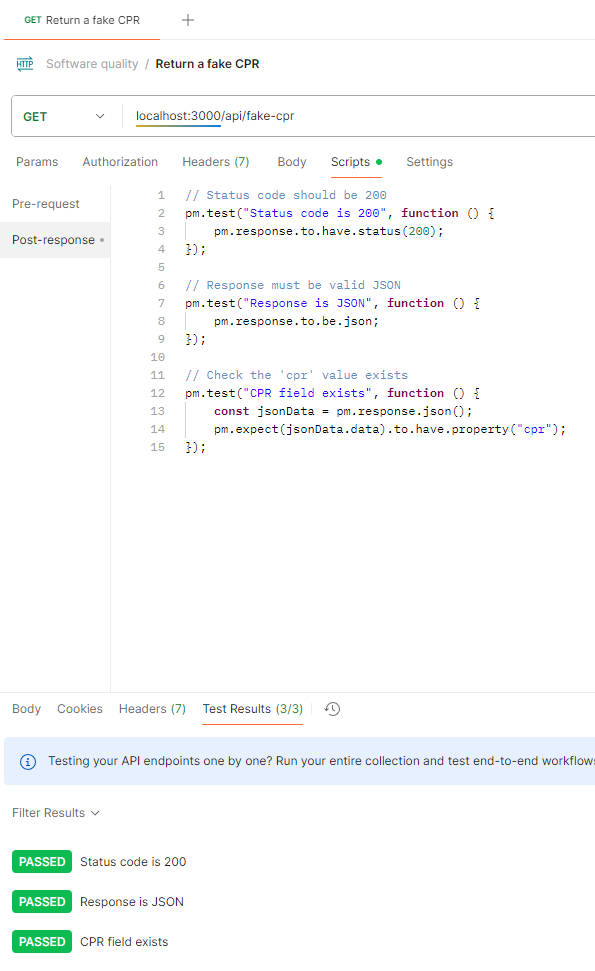 GET Return a fake CPR
HTTP Software quality / Return a fake CPR
GET localhost:3000/api/fake-cpr
Params Authorization Headers (7) Body Scripts Settings
Pre-request
Post-response
1 // Status code should be 200
2 pm.test("Status code is 200", function () {
3 pm.response.to.have.status(200);
4 });
5
6 // Response must be valid JSON
7 pm.test("Response is JSON", function () {
8 pm.response.to.be.json;
9 });
10
11 // Check the 'cpr' value exists
12 pm.test("CPR field exists", function () {
13 const jsonData = pm.response.json();
14 pm.expect(jsonData.data).to.have.property("cpr");
15 });
Body Cookies Headers (7) Test Results (3/3)
Testing your API endpoints one by one? Run your entire collection and test end-to-end workflows
Filter Results
PASSED Status code is 200
PASSED Response is JSON
PASSED CPR field exists